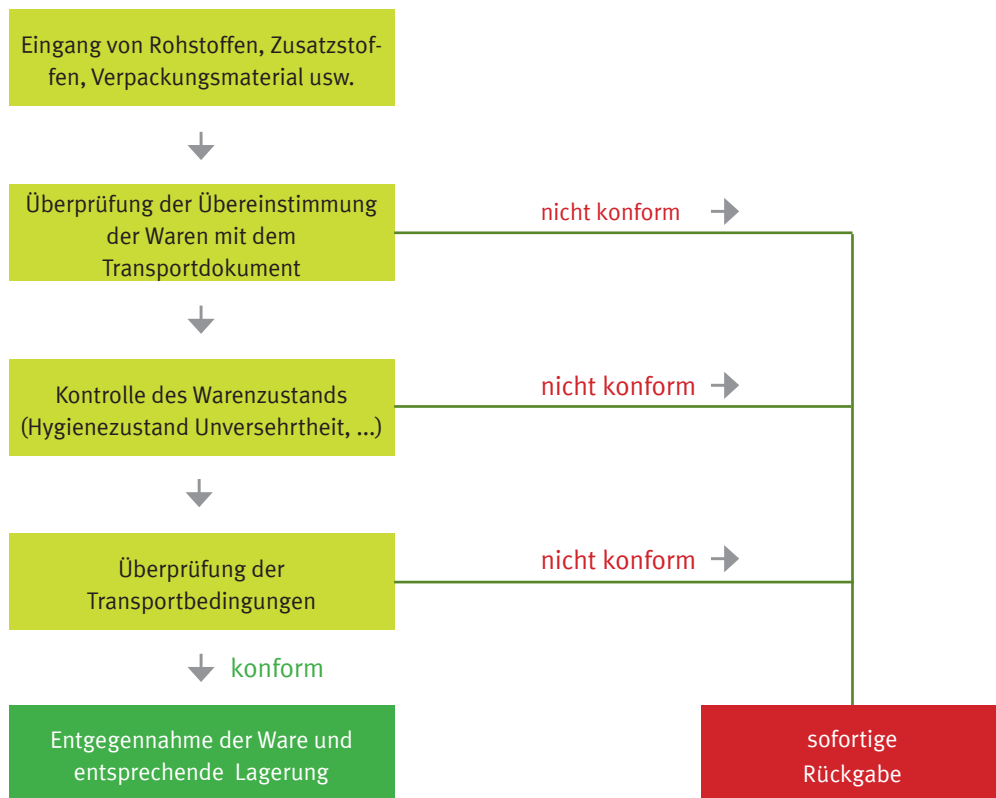 Eingang von Rohstoffen, Zusatzstof-
fen, Verpackungsmaterial usw.
Überprüfung der Übereinstimmung
der Waren mit dem
Transportdokument
nicht konform
Kontrolle des Warenzustands
(Hygienezustand Unversehrtheit, ...)
nicht konform
Überprüfung der
Transportbedingungen
nicht konform
konform
Entgegennahme der Ware und
entsprechende Lagerung
sofortige
Rückgabe